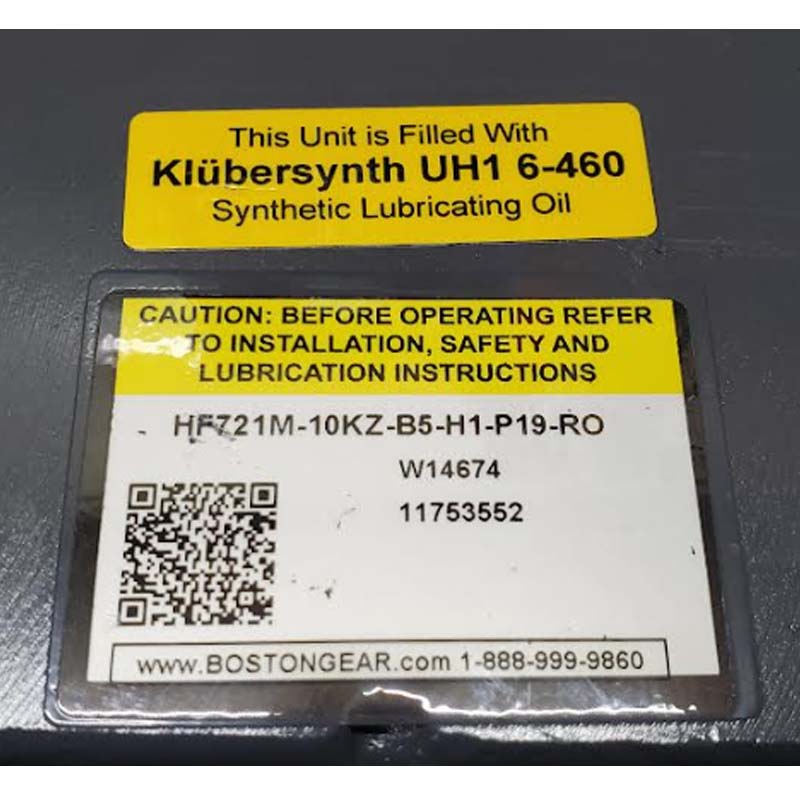 This Unit is Filled With
Klübersynth UH1 6-460
Synthetic Lubricating Oil
CAUTION: BEFORE OPERATING REFER
TO INSTALLATION, SAFETY AND
LUBRICATION INSTRUCTIONS
HF721M-10KZ-B5-H1-P19-RO
W14674
11753552
www.BOSTONGEAR.com 1-888-999-9860